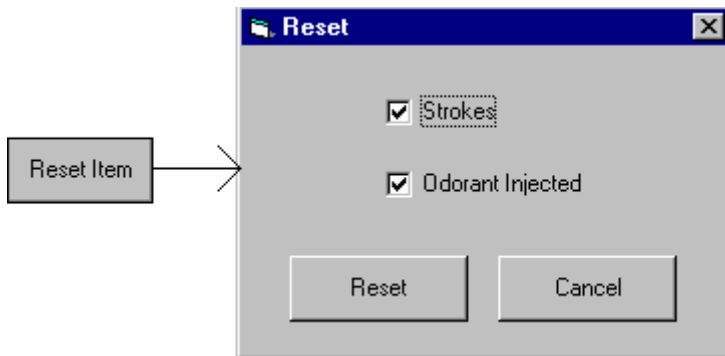 Reset
Strokes
Reset Item
Odorant Injected
Reset Cancel